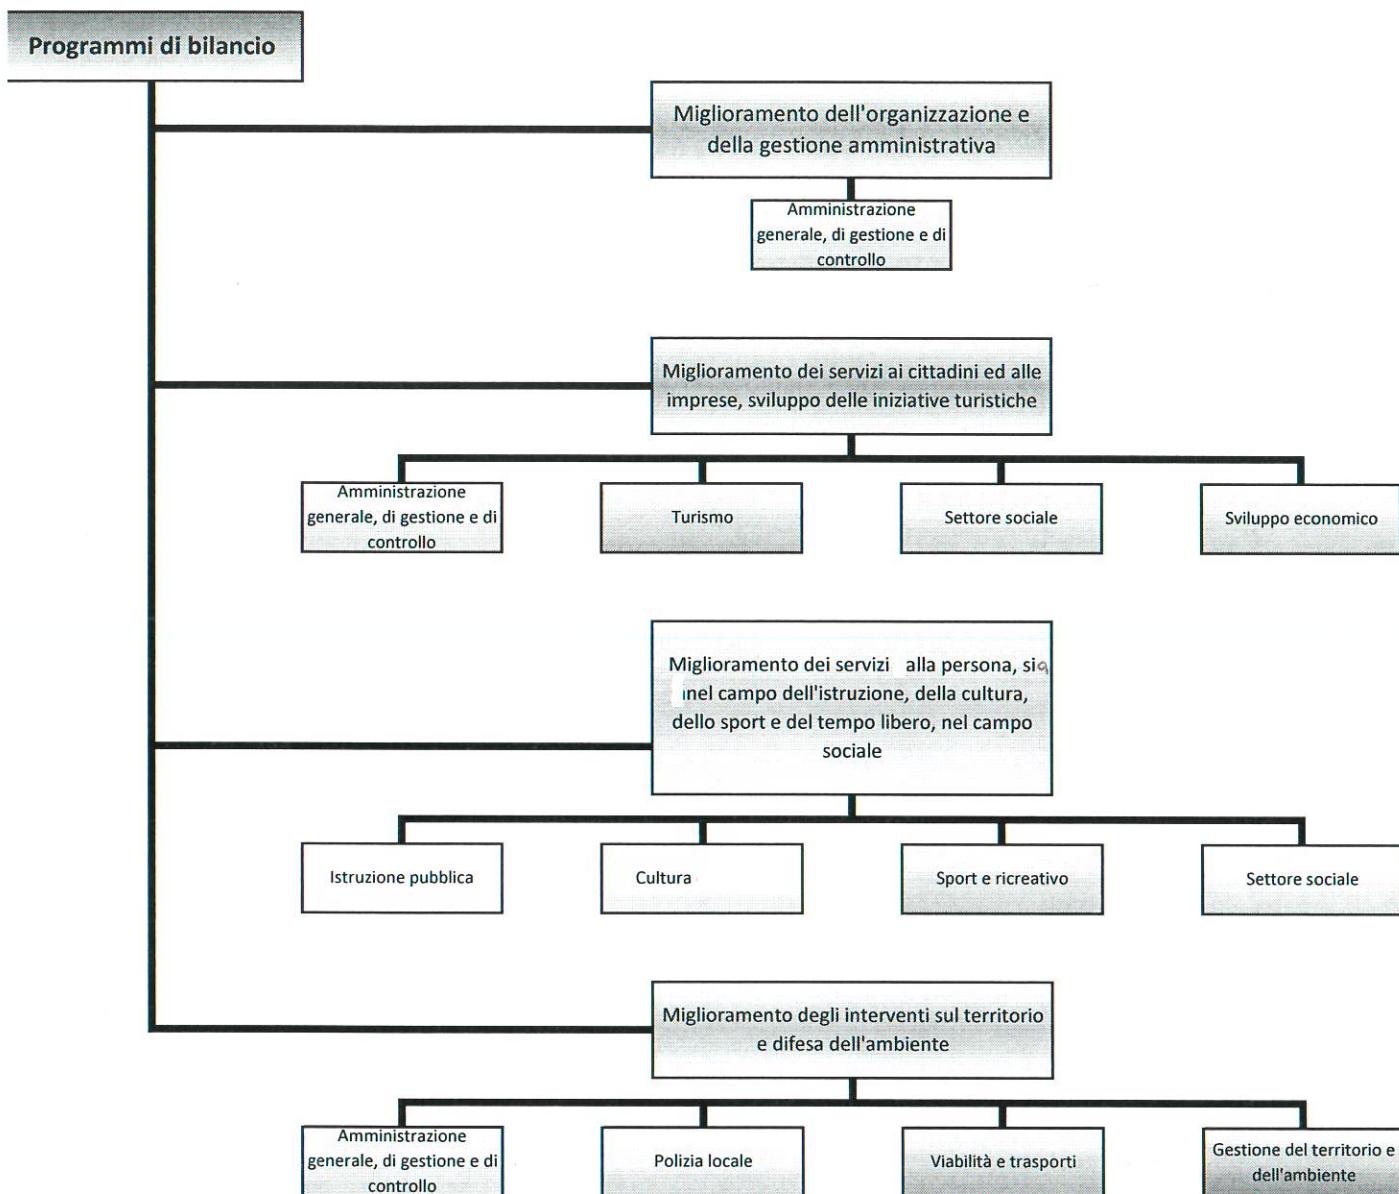 Programmi di bilancio
Miglioramento dell'organizzazione e
della gestione amministrativa
Amministrazione
generale, di gestione e di
controllo
Miglioramento dei servizi ai cittadini ed alle
imprese, sviluppo delle iniziative turistiche
Amministrazione
generale, di gestione e di
controllo
Turismo
Settore sociale
Sviluppo economico
Miglioramento dei servizi alla persona, sia
inel campo dell'istruzione, della cultura,
dello sport e del tempo libero, nel campo
sociale
Istruzione pubblica
Cultura
Sport e ricreativo
Settore sociale
Miglioramento degli interventi sul territorio
e difesa dell'ambiente
Amministrazione
generale, di gestione e di
controllo
Polizia locale
Viabilità e trasporti
Gestione del territorio e
dell'ambiente